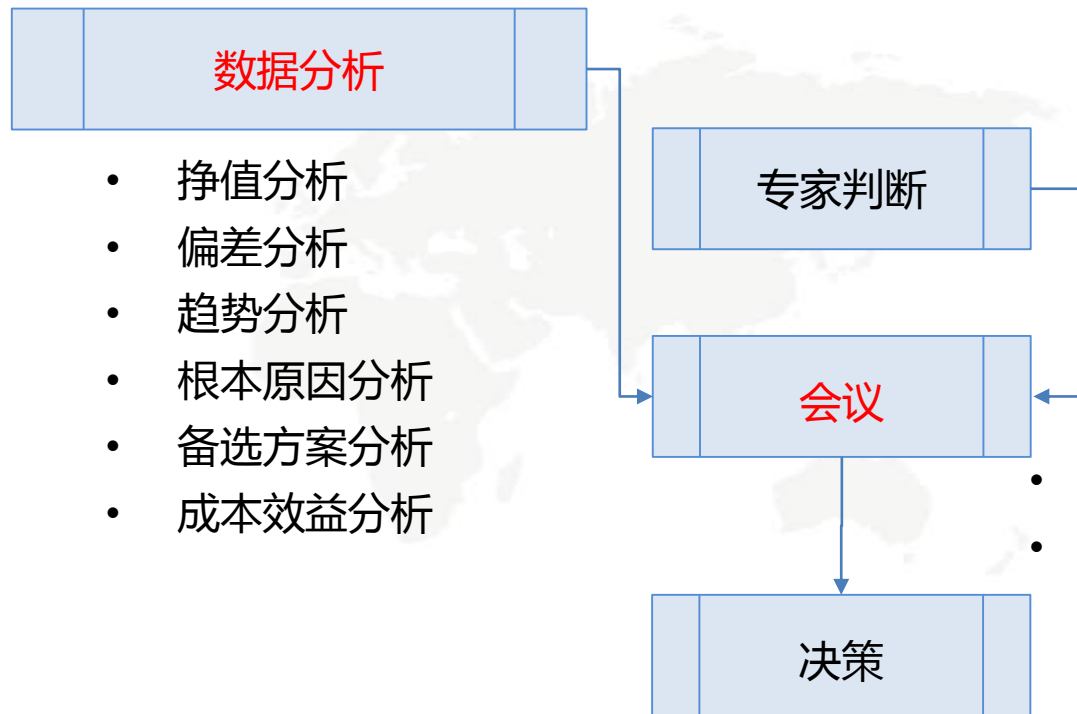 数据分析
• 挣值分析
• 偏差分析
• 趋势分析
• 根本原因分析
• 备选方案分析
• 成本效益分析
专家判断
会议
•
•
决策